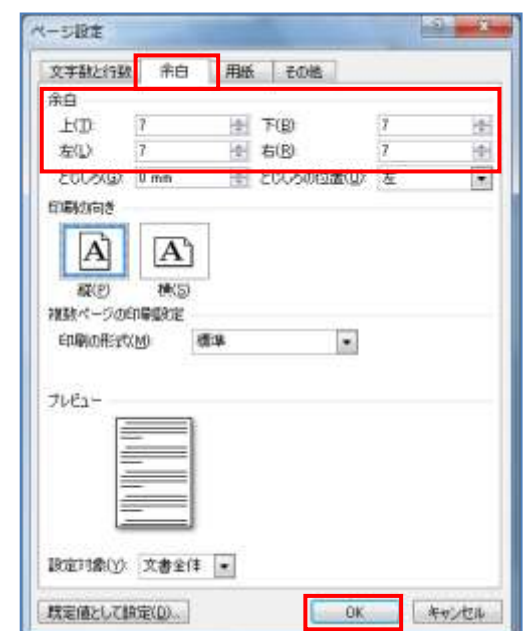 ページ設定
文字数と行数 余白 用紙 その他
余白
上(T): 7 下(B): 7
左(L): 7 右(R): 7
とじしろ(G): 0 mm とじしろの位置(U): 左
印刷の向き
A A
縦(P) 横(S)
複数ページの印刷設定
印刷の形式(M): 標準
プレビュー
設定対象(Y): 文書全体
既定値として設定(D)... OK キャンセル